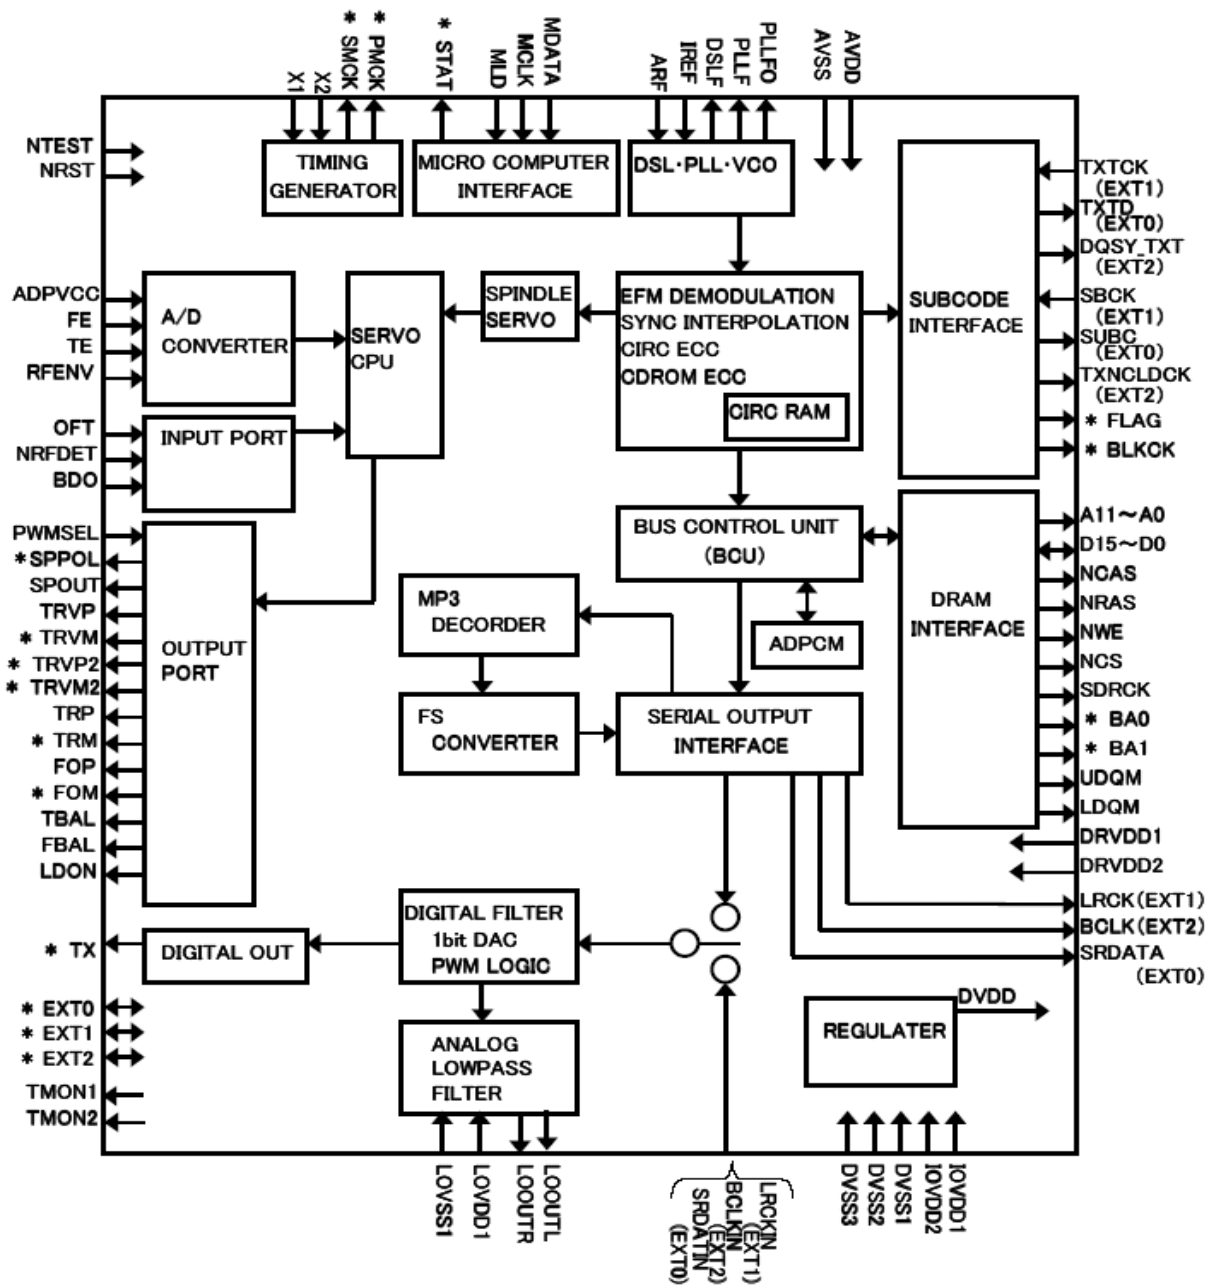 * SMCK
* PMCK
* STAT
MLD
MCLK
MDATA
ARF
IREF
DSLF
PLLF
PLLFO
AVSS
AVDD
X1
X2
NTEST
NRST
TIMING
GENERATOR
MICRO COMPUTER
INTERFACE
DSL·PLL·VCO
TXTCK
(EXT1)
TXTD
(EXT0)
DQSY_TXT
(EXT2)
SBCK
(EXT1)
SUBC
(EXT0)
TXNCLDCK
(EXT2)
* FLAG
* BLKCK
SUBCODE
INTERFACE
ADPVCC
FE
TE
RFENV
A/D
CONVERTER
SERVO
CPU
SPINDLE
SERVO
EFM DEMODULATION
SYNC INTERPOLATION
CIRC ECC
CDROM ECC
CIRC RAM
OFT
NRFDET
BDO
INPUT PORT
PWMSEL
*SPPOL
SPOUT
TRVP
* TRVM
* TRVP2
* TRVM2
TRP
* TRM
FOP
* FOM
TBAL
FBAL
LDON
OUTPUT
PORT
BUS CONTROL UNIT
(BCU)
MP3
DECORDER
ADPCM
FS
CONVERTER
SERIAL OUTPUT
INTERFACE
DRAM
INTERFACE
A11~A0
D15~D0
NCAS
NRAS
NWE
NCS
SDRCK
* BA0
* BA1
UDQM
LDQM
DRVDD1
DRVDD2
LRCK(EXT1)
BCLK(EXT2)
SRDATA
(EXT0)
* TX
DIGITAL OUT
DIGITAL FILTER
1bit DAC
PWM LOGIC
* EXT0
* EXT1
* EXT2
TMON1
TMON2
ANALOG
LOWPASS
FILTER
REGULATER
DVDD
LOVSS1
LOVDD1
LOOUTR
LOOUTL
LRCKIN
(EXT1)
BCLKIN
(EXT2)
SRDATIN
(EXT0)
DVSS3
DVSS2
DVSS1
IOVDD2
IOVDD1